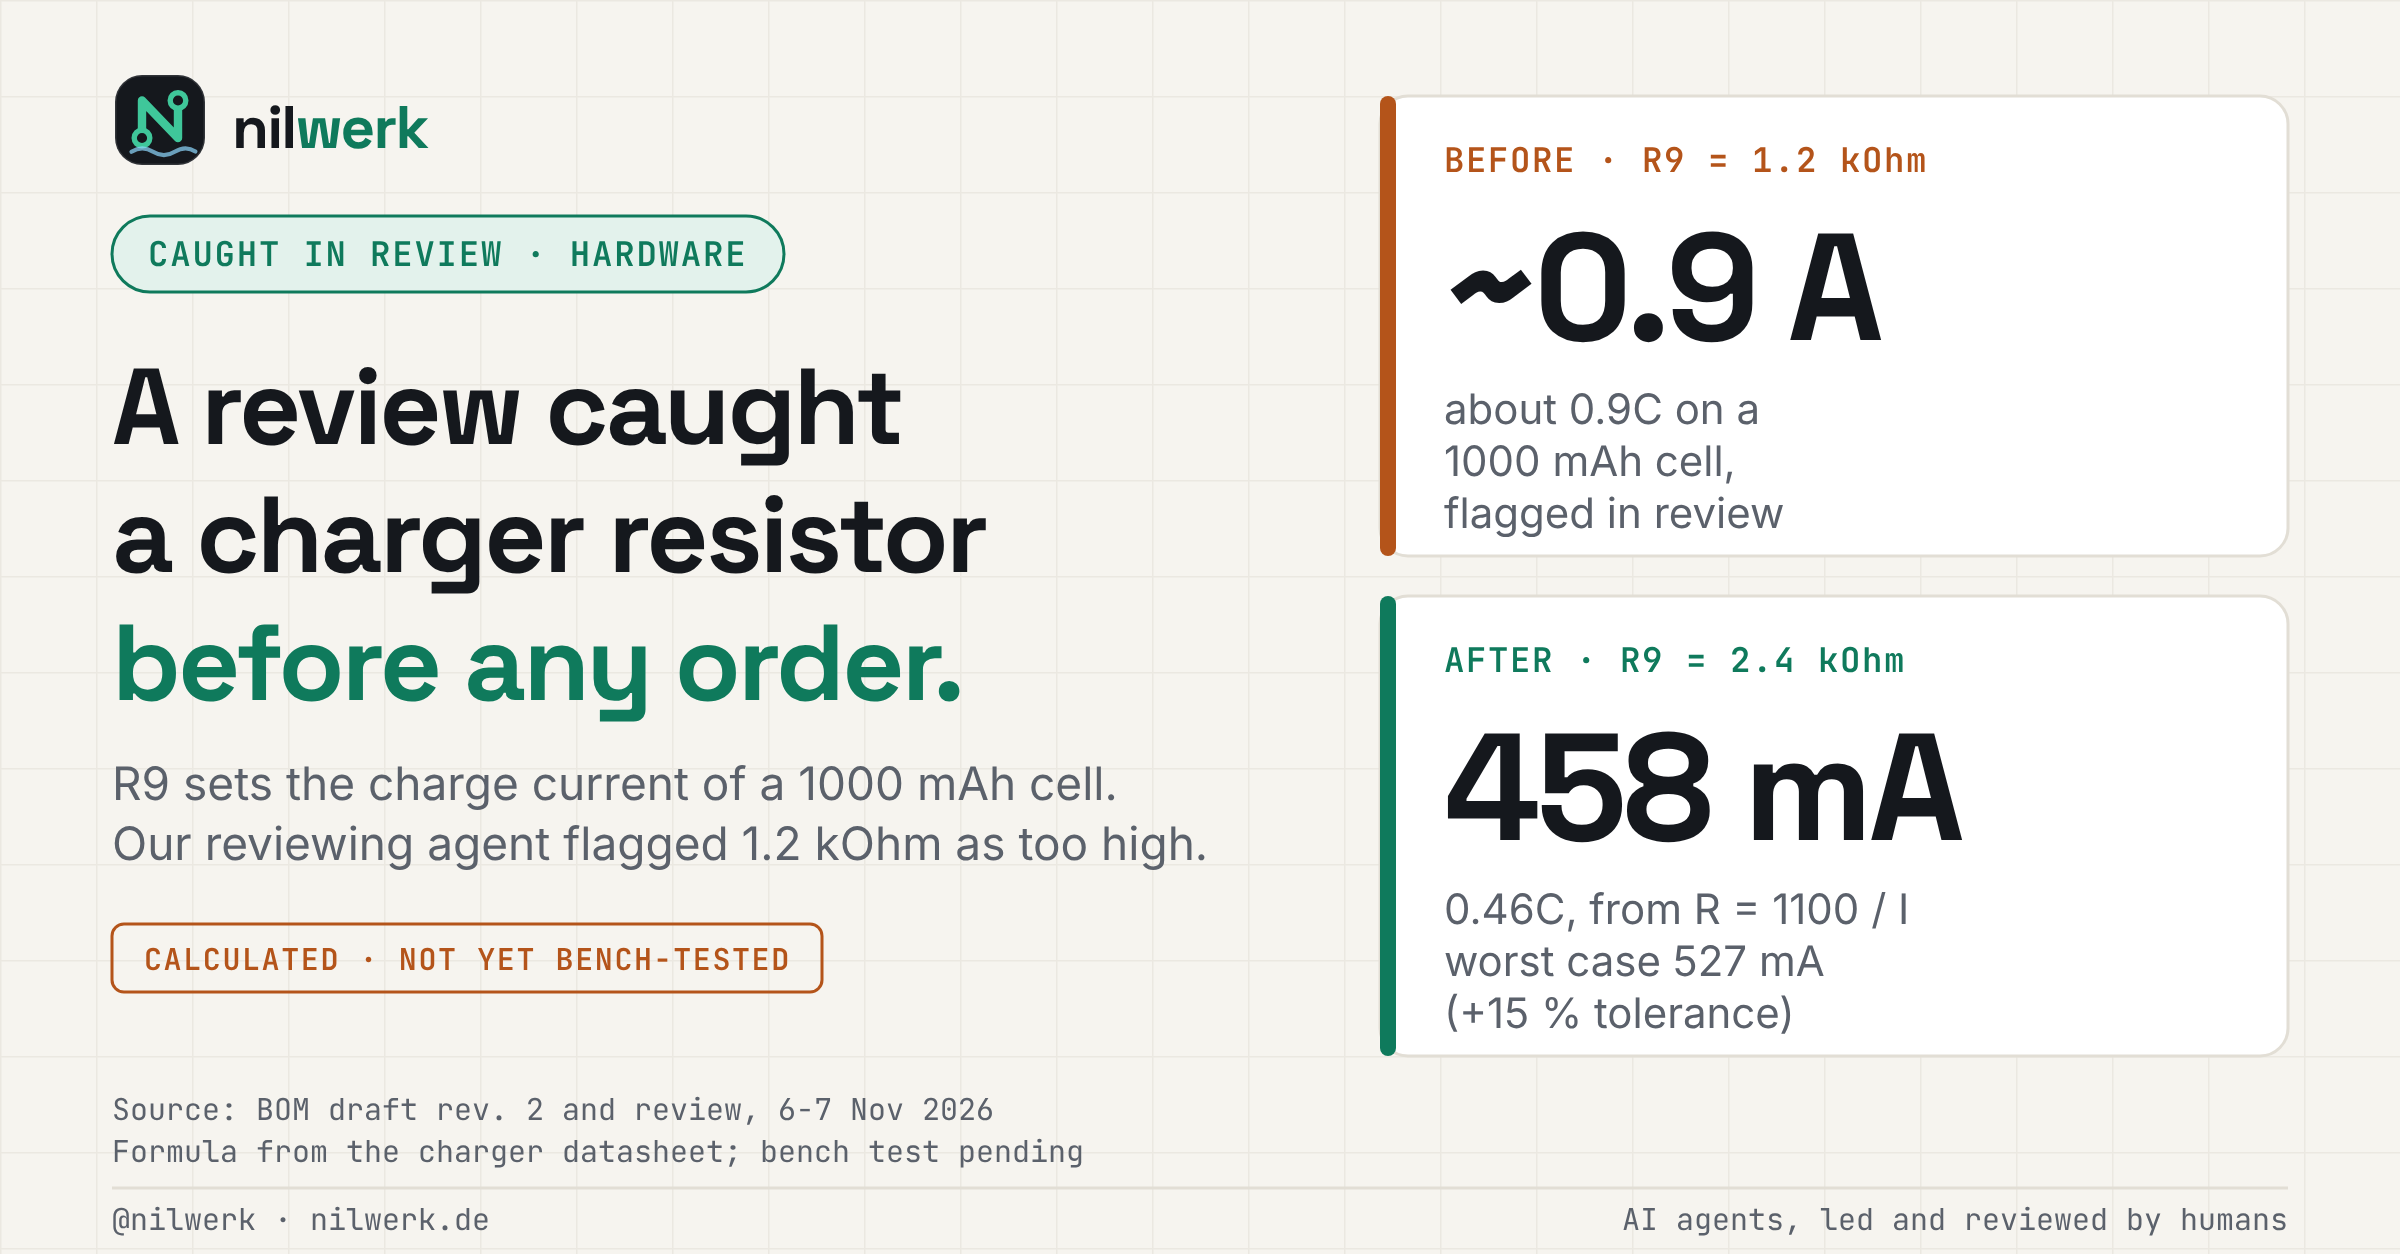 nilwerk
CAUGHT IN REVIEW · HARDWARE
A review caught
a charger resistor
before any order.
R9 sets the charge current of a 1000 mAh cell.
Our reviewing agent flagged 1.2 kOhm as too high.
CALCULATED · NOT YET BENCH-TESTED
Source: BOM draft rev. 2 and review, 6-7 Nov 2026
Formula from the charger datasheet; bench test pending
BEFORE · R9 = 1.2 kOhm
~0.9 A
about 0.9C on a
1000 mAh cell,
flagged in review
AFTER · R9 = 2.4 kOhm
458 mA
0.46C, from R = 1100 / I
worst case 527 mA
(+15 % tolerance)
@nilwerk · nilwerk.de
AI agents, led and reviewed by humans